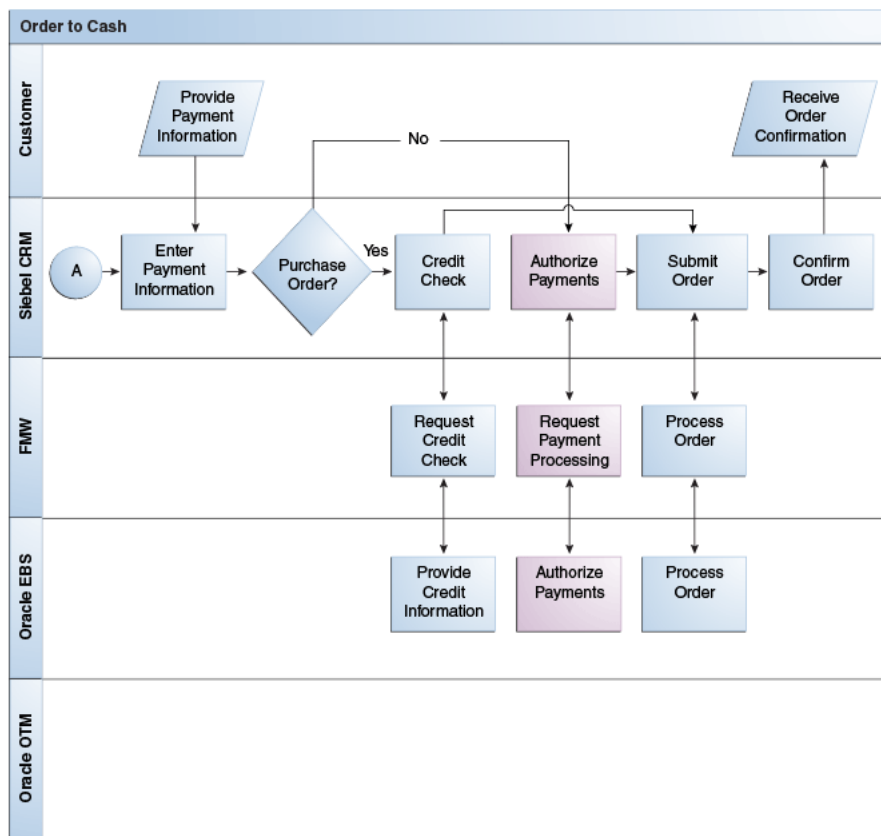 Order to Cash
Customer
Provide
Payment
Information
No
Receive
Order
Confirmation
Siebel CRM
A
Enter
Payment
Information
Purchase
Order?
Yes
Credit
Check
Authorize
Payments
Submit
Order
Confirm
Order
FMW
Request
Credit
Check
Request
Payment
Processing
Process
Order
Oracle EBS
Provide
Credit
Information
Authorize
Payments
Process
Order
Oracle OTM